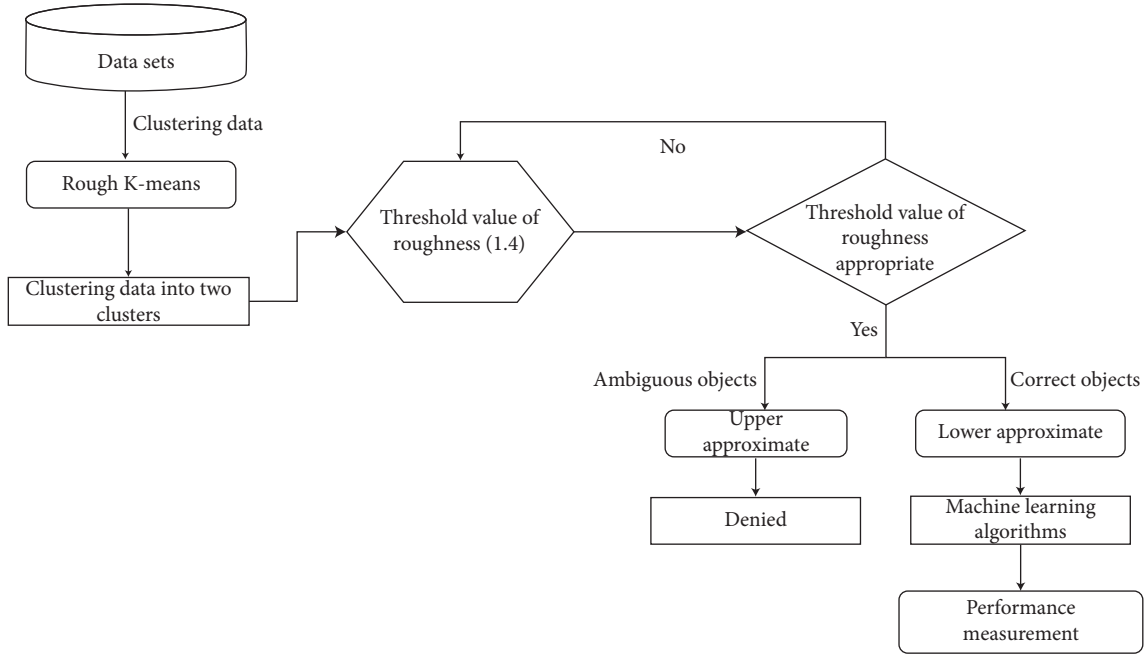 Data sets
Clustering data
Rough K-means
Clustering data into two
clusters
Threshold value of
roughness (1.4)
No
Threshold value of
roughness
appropriate
Yes
Ambiguous objects
Correct objects
Upper
approximate
Lower approximate
Denied
Machine learning
algorithms
Performance
measurement